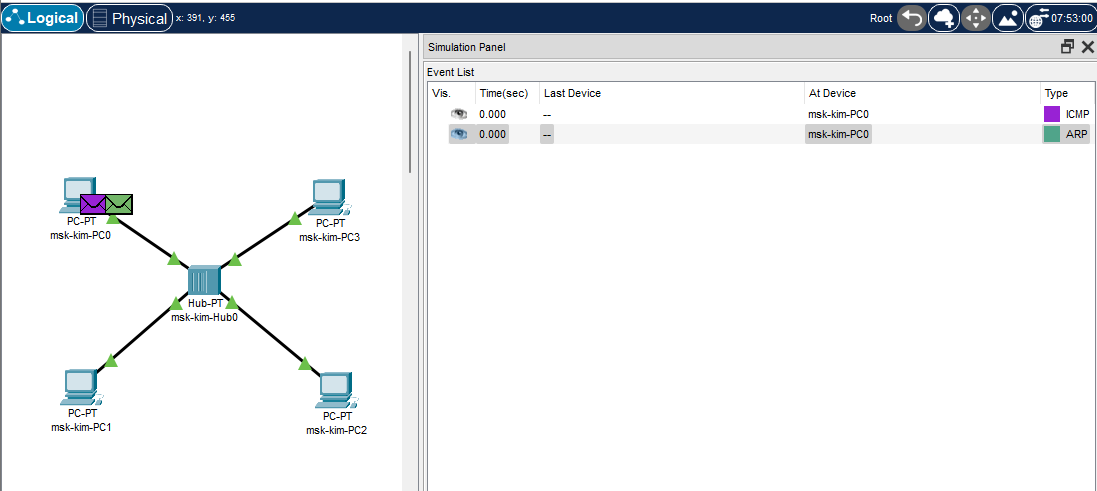 Logical Physical x: 391, y: 455 Root 07:53:00
Simulation Panel
Event List
Vis. Time(sec) Last Device At Device Type
0.000 -- msk-kim-PC0 ICMP
0.000 -- msk-kim-PC0 ARP
PC-PT
msk-kim-PC0
PC-PT
msk-kim-PC3
Hub-PT
msk-kim-Hub0
PC-PT
msk-kim-PC1
PC-PT
msk-kim-PC2